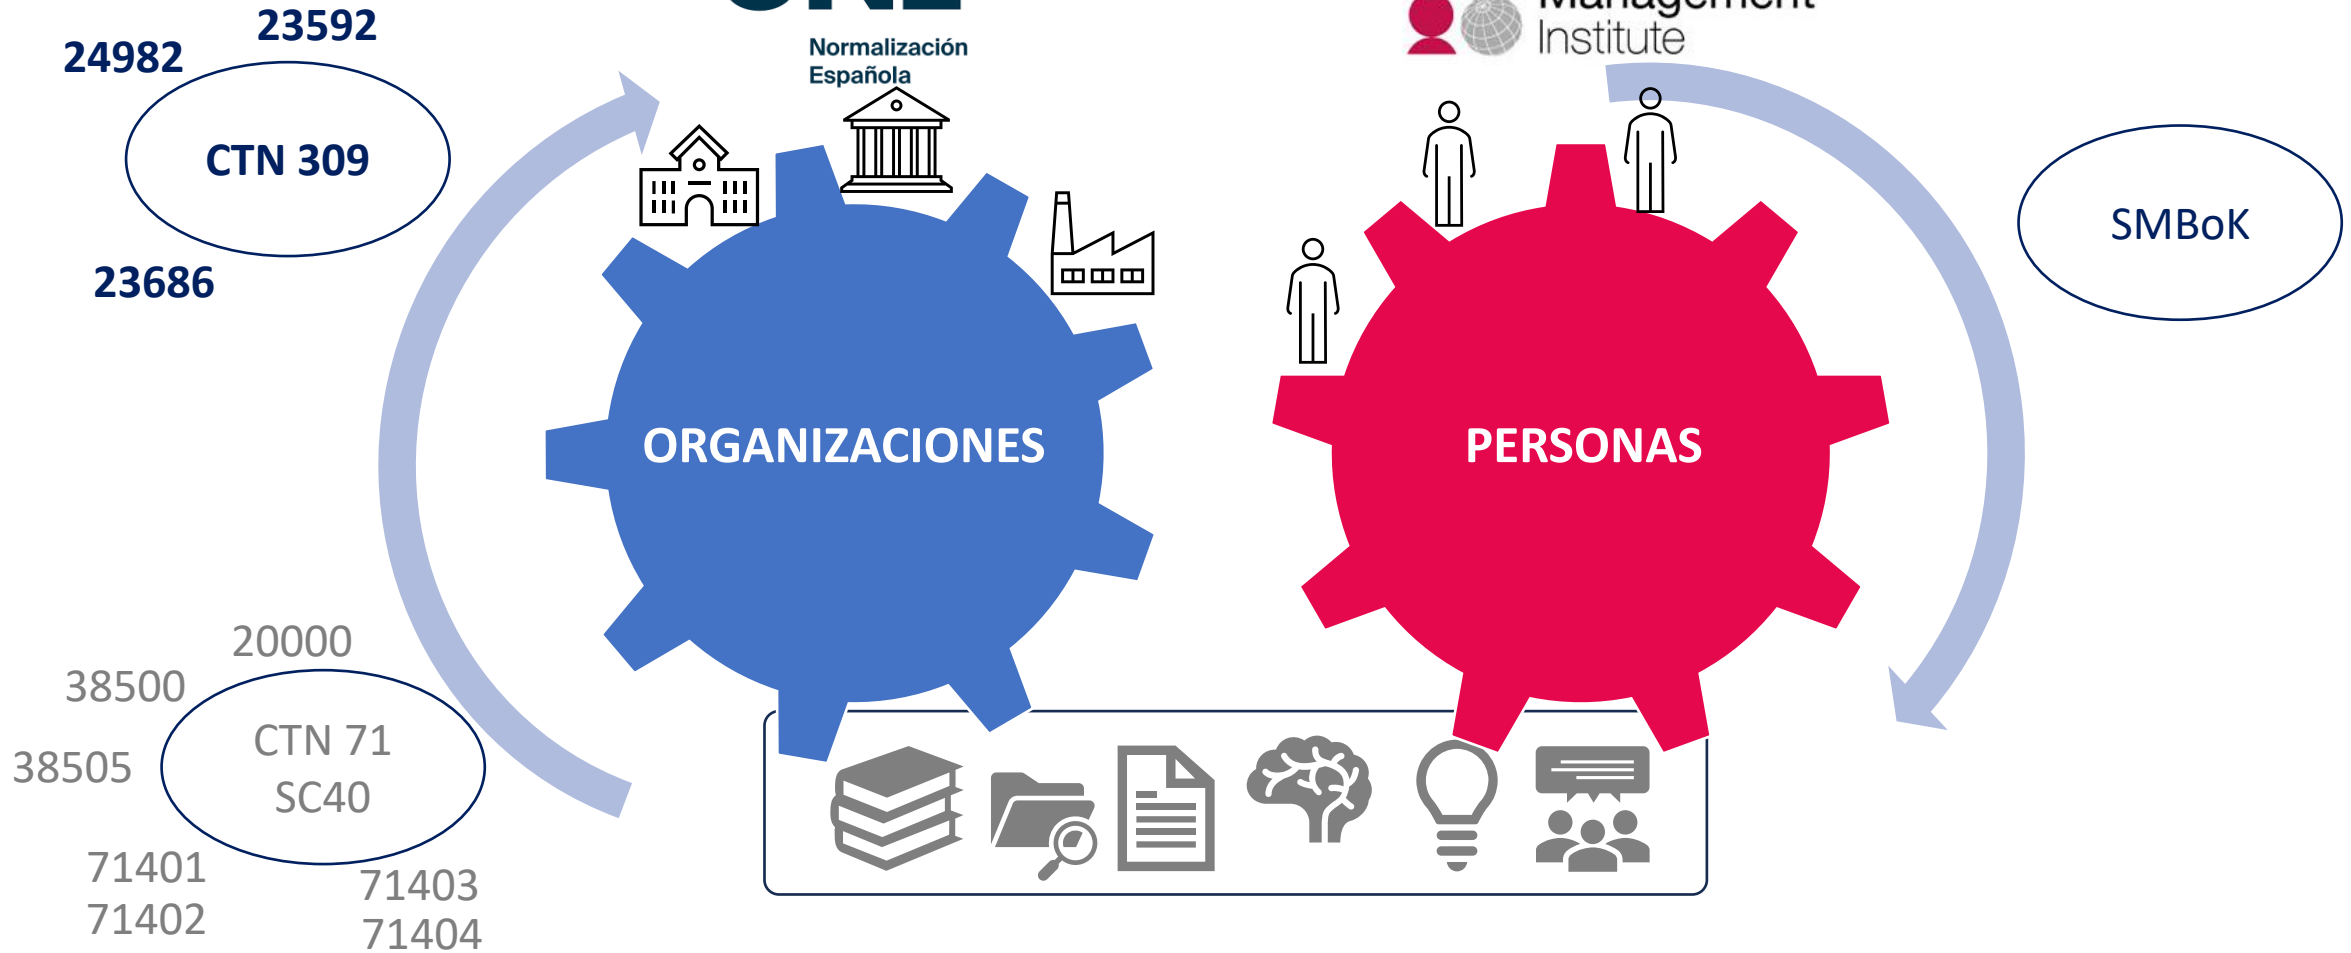 23592
24982
CTN 309
23686
Normalización
Española
Institute
ORGANIZACIONES
PERSONAS
SMBoK
20000
38500
38505
CTN 71
SC40
71401
71402
71403
71404